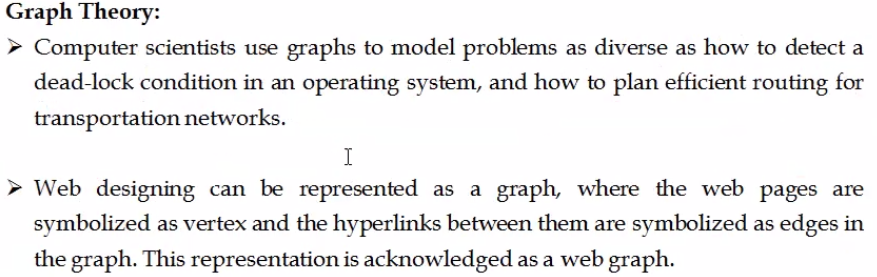 Graph Theory:
➢ Computer scientists use graphs to model problems as diverse as how to detect a
dead-lock condition in an operating system, and how to plan efficient routing for
transportation networks.
➢ Web designing can be represented as a graph, where the web pages are
symbolized as vertex and the hyperlinks between them are symbolized as edges in
the graph. This representation is acknowledged as a web graph.